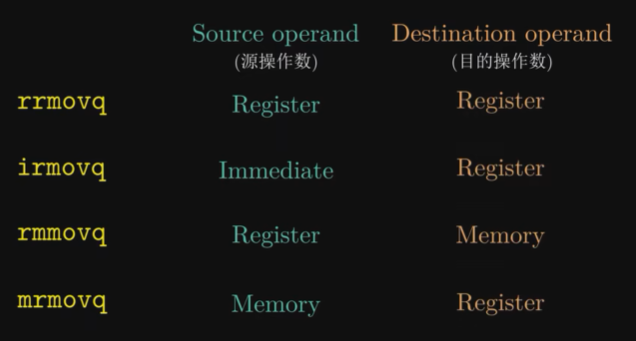 Source operand Destination operand
(源操作数) (目的操作数)
rrmovq Register Register
irmovq Immediate Register
rmmovq Register Memory
mrmovq Memory Register